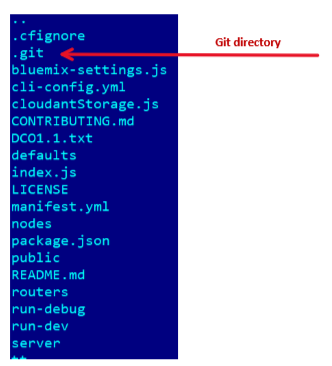 ..
.cfignore
.git
Git directory
bluemix-settings.js
cli-config.yml
cloudantStorage.js
CONTRIBUTING.md
DCO1.1.txt
defaults
index.js
LICENSE
manifest.yml
nodes
package.json
public
README.md
routers
run-debug
run-dev
server